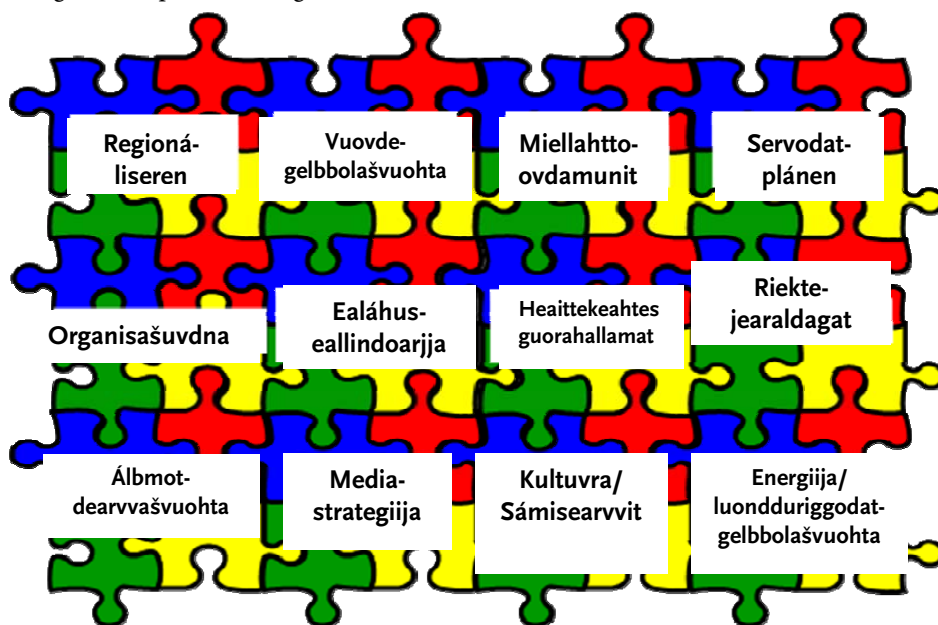 Regioná-
liseren
Vuovde-
gelbbolašvuohta
Miellahtto-
ovdamunit
Servodat-
plánen
Organisašuvdna
Ealáhus-
eallindoarjja
Heaittekeahtes
guorahallamat
Riekte-
jearaldagat
Álbmot-
dearvvašvuohta
Media-
strategiija
Kultuvra/
Sámisearvvit
Energiija/
luondduriggodat-
gelbbolašvuohta